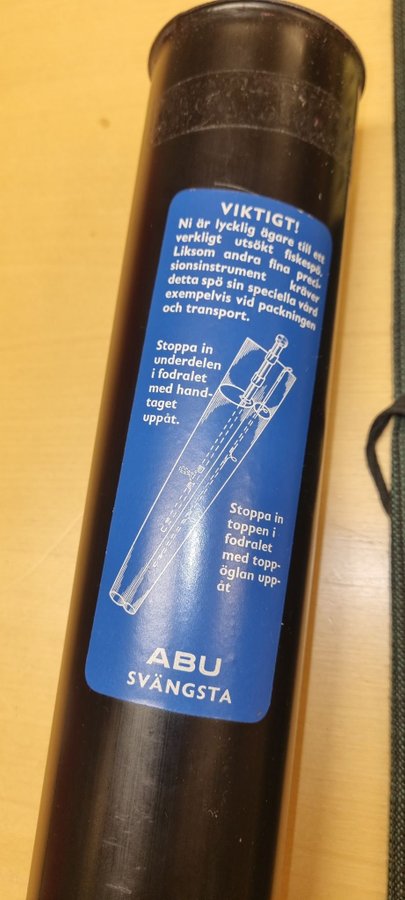 VIKTIGT!
Ni är lycklig ägare till ett
verkligt utsökt fiskespö.
Liksom andra fina preci-
sionsinstrument kräver
detta spö sin speciella vård
exempelvis vid packningen
och transport.
Stoppa in
underdelen
i fodralet
med hand-
taget
uppåt.
Stoppa in
toppen i
fodralet
med topp-
öglan upp-
åt
ABU
SVÄNGSTA